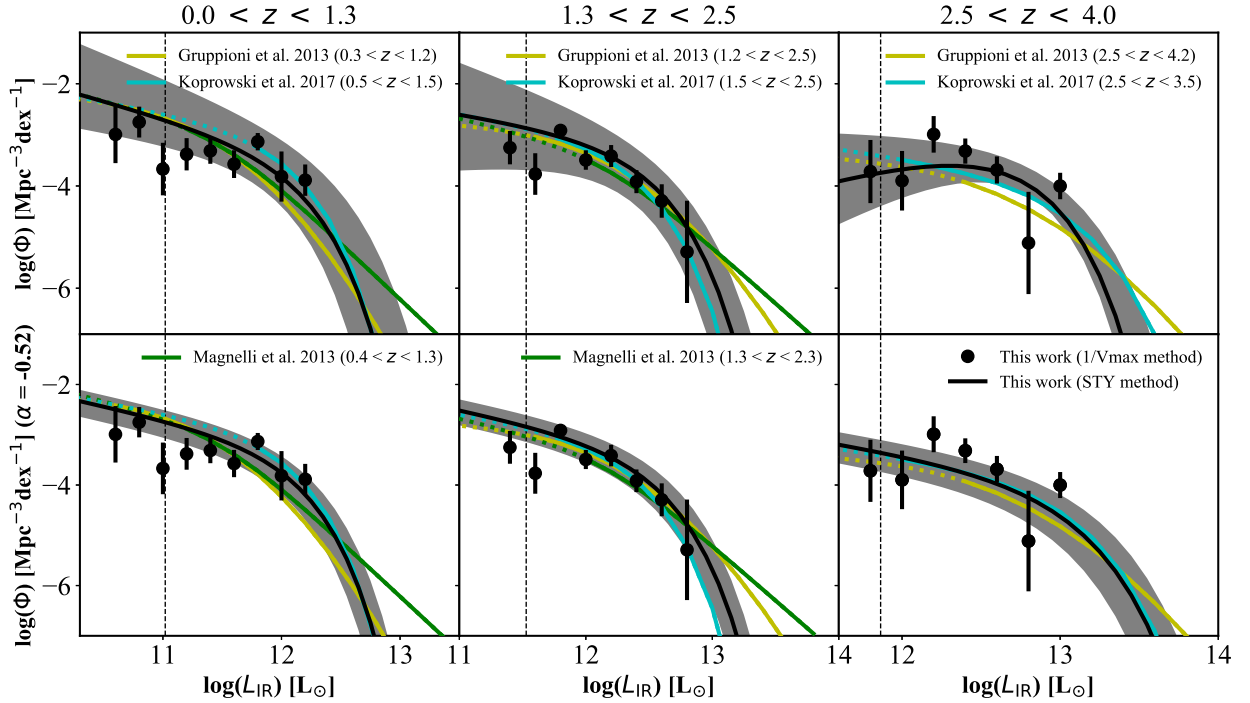 0.0 < z < 1.3
1.3 < z < 2.5
2.5 < z < 4.0
Gruppioni et al. 2013 (0.3 < z < 1.2)
Koprowski et al. 2017 (0.5 < z < 1.5)
Gruppioni et al. 2013 (1.2 < z < 2.5)
Koprowski et al. 2017 (1.5 < z < 2.5)
Gruppioni et al. 2013 (2.5 < z < 4.2)
Koprowski et al. 2017 (2.5 < z < 3.5)
log(Φ) [Mpc⁻³dex⁻¹]
−2
−4
−6
Magnelli et al. 2013 (0.4 < z < 1.3)
Magnelli et al. 2013 (1.3 < z < 2.3)
This work (1/Vmax method)
This work (STY method)
log(Φ) [Mpc⁻³dex⁻¹] (α = -0.52)
−2
−4
−6
11 12 13 11 12 13 14 12 13 14
log(L_IR) [L⊙]
log(L_IR) [L⊙]
log(L_IR) [L⊙]